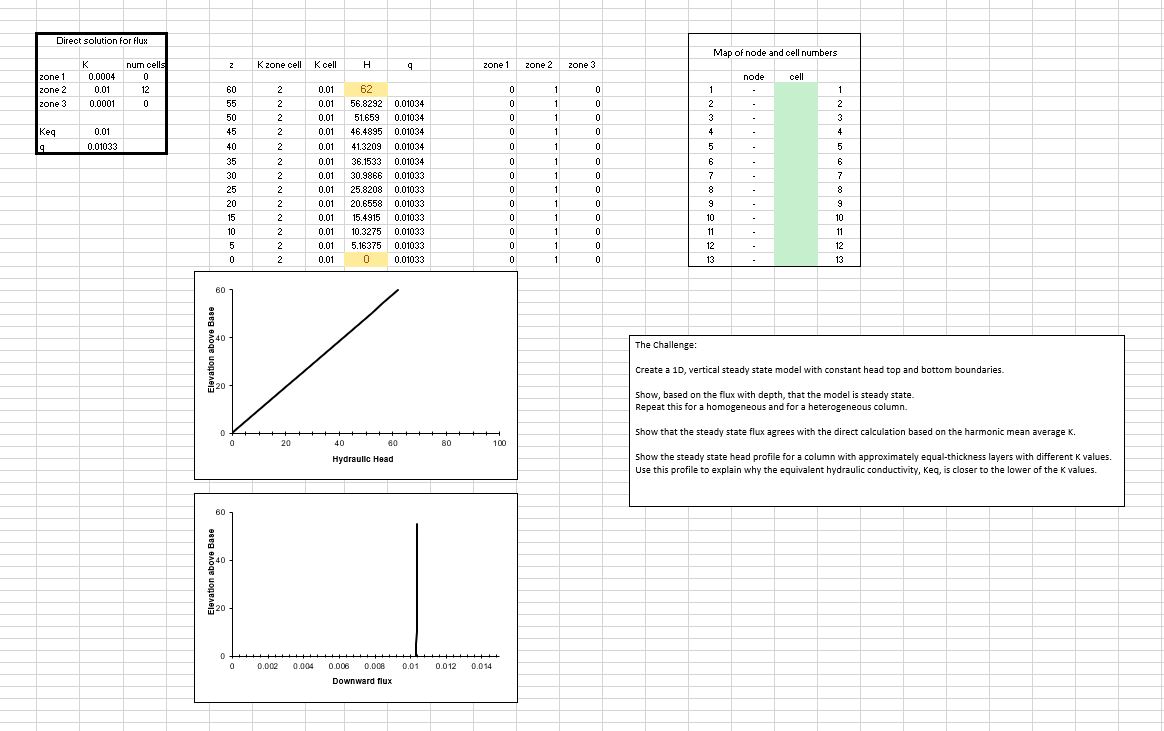 Direct solution for flux
K num cells
zone 1 0.0004 0
zone 2 0.01 12
zone 3 0.0001 0
Keq 0.01
q 0.01033
z K zone cell K cell H q zone 1 zone 2 zone 3
60 2 0.01 62 0 1 0
55 2 0.01 56.8292 0.01034 0 1 0
50 2 0.01 51.659 0.01034 0 1 0
45 2 0.01 46.4895 0.01034 0 1 0
40 2 0.01 41.3209 0.01034 0 1 0
35 2 0.01 36.1533 0.01034 0 1 0
30 2 0.01 30.9866 0.01033 0 1 0
25 2 0.01 25.8208 0.01033 0 1 0
20 2 0.01 20.6558 0.01033 0 1 0
15 2 0.01 15.4915 0.01033 0 1 0
10 2 0.01 10.3275 0.01033 0 1 0
5 2 0.01 5.16375 0.01033 0 1 0
0 2 0.01 0 0.01033 0 1 0
Map of node and cell numbers
node cell
1 - 1
2 - 2
3 - 3
4 - 4
5 - 5
6 - 6
7 - 7
8 - 8
9 - 9
10 - 10
11 - 11
12 - 12
13 - 13
Elevation above Base
60
40
20
0
0 20 40 60 80 100
Hydraulic Head
The Challenge:
Create a 1D, vertical steady state model with constant head top and bottom boundaries.
Show, based on the flux with depth, that the model is steady state.
Repeat this for a homogeneous and for a heterogeneous column.
Show that the steady state flux agrees with the direct calculation based on the harmonic mean average K.
Show the steady state head profile for a column with approximately equal-thickness layers with different K values.
Use this profile to explain why the equivalent hydraulic conductivity, Keq, is closer to the lower of the K values.
Elevation above Base
60
40
20
0
0 0.002 0.004 0.006 0.008 0.01 0.012 0.014
Downward flux